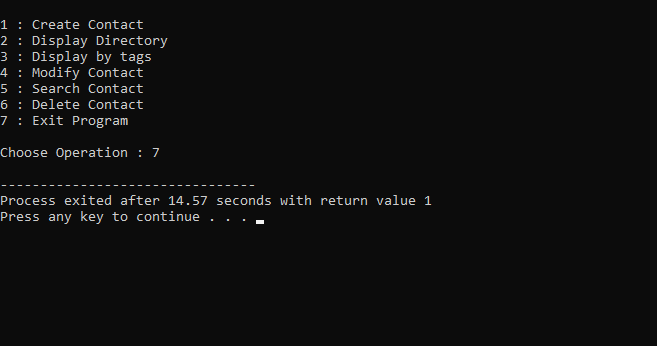 1 : Create Contact
2 : Display Directory
3 : Display by tags
4 : Modify Contact
5 : Search Contact
6 : Delete Contact
7 : Exit Program
Choose Operation : 7
--------------------------------
Process exited after 14.57 seconds with return value 1
Press any key to continue . . .